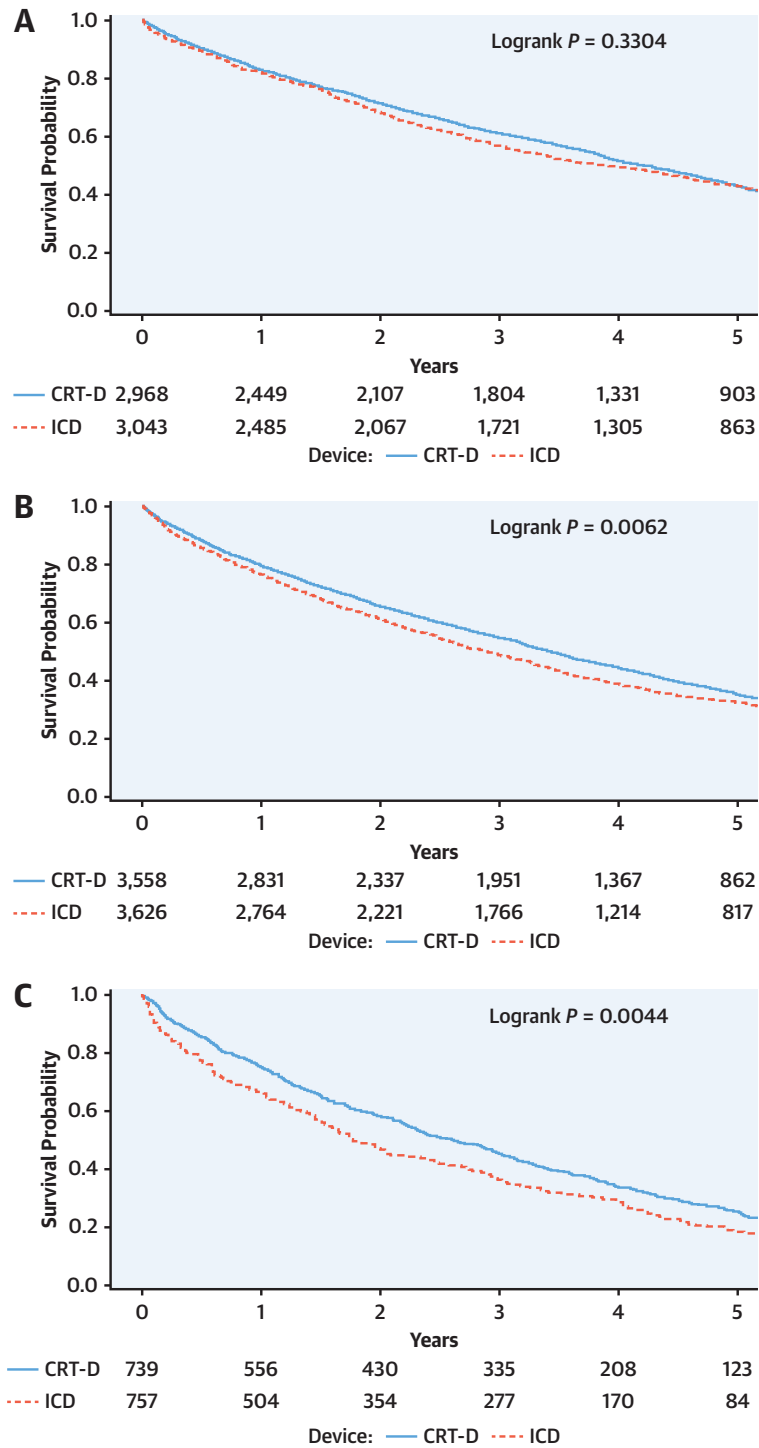 A
Logrank P = 0.3304
Survival Probability
1.0
0.8
0.6
0.4
0.2
0.0
0 1 2 3 4 5
Years
CRT-D 2,968 2,449 2,107 1,804 1,331 903
ICD 3,043 2,485 2,067 1,721 1,305 863
Device: CRT-D ICD
B
Logrank P = 0.0062
Survival Probability
1.0
0.8
0.6
0.4
0.2
0.0
0 1 2 3 4 5
Years
CRT-D 3,558 2,831 2,337 1,951 1,367 862
ICD 3,626 2,764 2,221 1,766 1,214 817
Device: CRT-D ICD
C
Logrank P = 0.0044
Survival Probability
1.0
0.8
0.6
0.4
0.2
0.0
0 1 2 3 4 5
Years
CRT-D 739 556 430 335 208 123
ICD 757 504 354 277 170 84
Device: CRT-D ICD